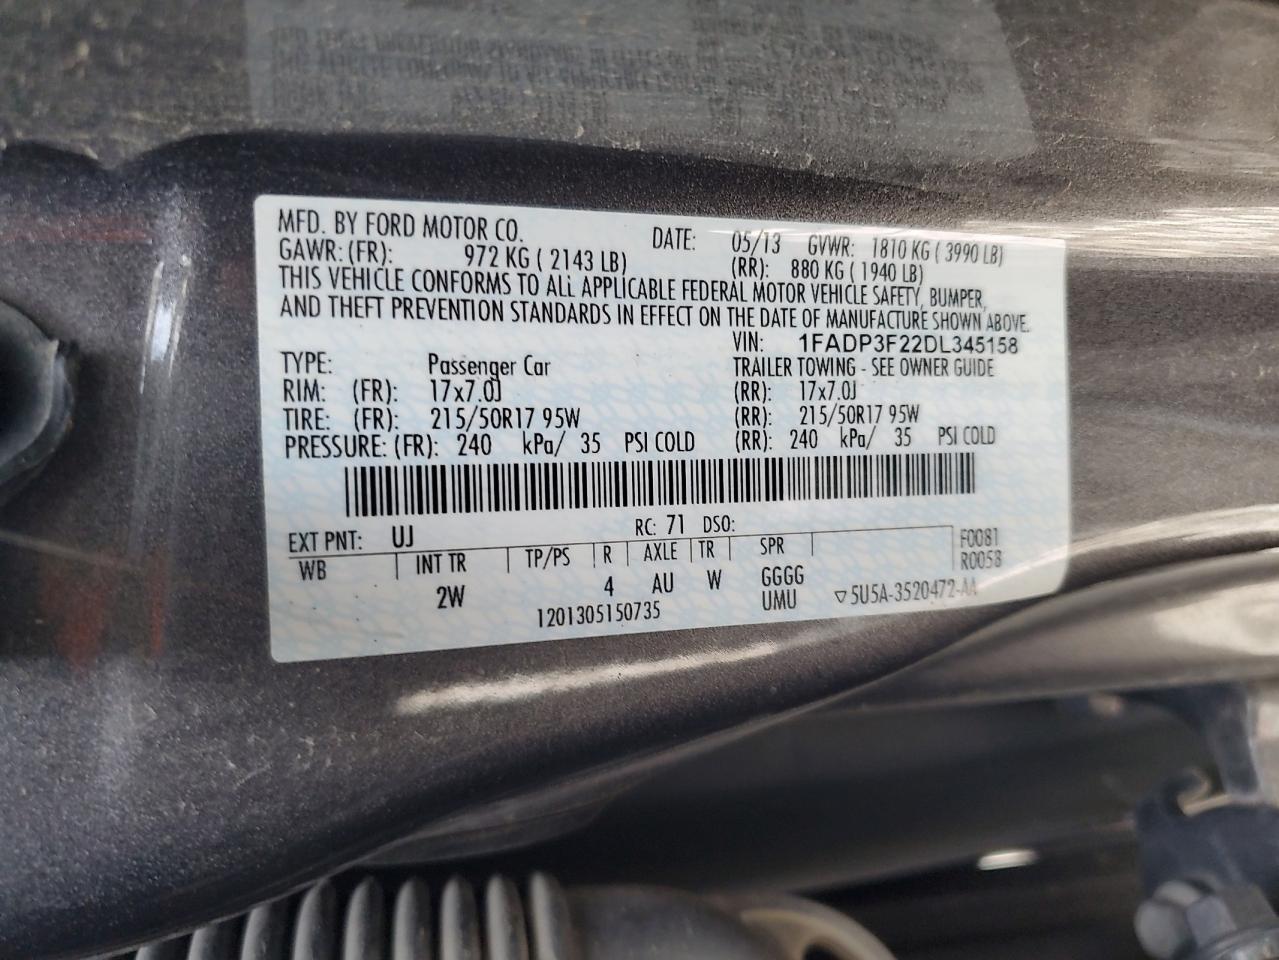 MFD. BY FORD MOTOR CO. DATE: 05/13 GVWR: 1810 KG ( 3990 LB)
GAWR: (FR): 972 KG ( 2143 LB) (RR): 880 KG ( 1940 LB)
THIS VEHICLE CONFORMS TO ALL APPLICABLE FEDERAL MOTOR VEHICLE SAFETY, BUMPER,
AND THEFT PREVENTION STANDARDS IN EFFECT ON THE DATE OF MANUFACTURE SHOWN ABOVE.
VIN: 1FADP3F22DL345158
TYPE: Passenger Car TRAILER TOWING - SEE OWNER GUIDE
RIM: (FR): 17x7.0J (RR): 17x7.0J
TIRE: (FR): 215/50R17 95W (RR): 215/50R17 95W
PRESSURE: (FR): 240 kPa/ 35 PSI COLD (RR): 240 kPa/ 35 PSI COLD
EXT PNT: UJ RC: 71 DSO: F0081
WB INT TR TP/PS R AXLE TR SPR R0058
2W 4 AU W GGGG
UMU ▽5U5A-3520472-AA
1201305150735